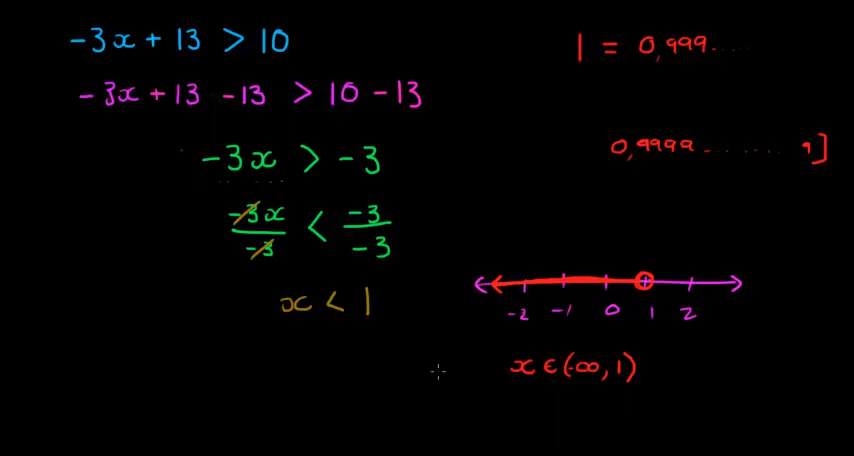 -3x + 13 > 10
-3x + 13 - 13 > 10 - 13
-3x > -3
-3x/-3 < -3/-3
x < 1
1 = 0,999.....
0,9999........ 9]
-2 -1 0 1 2
x ∈ (-∞, 1)